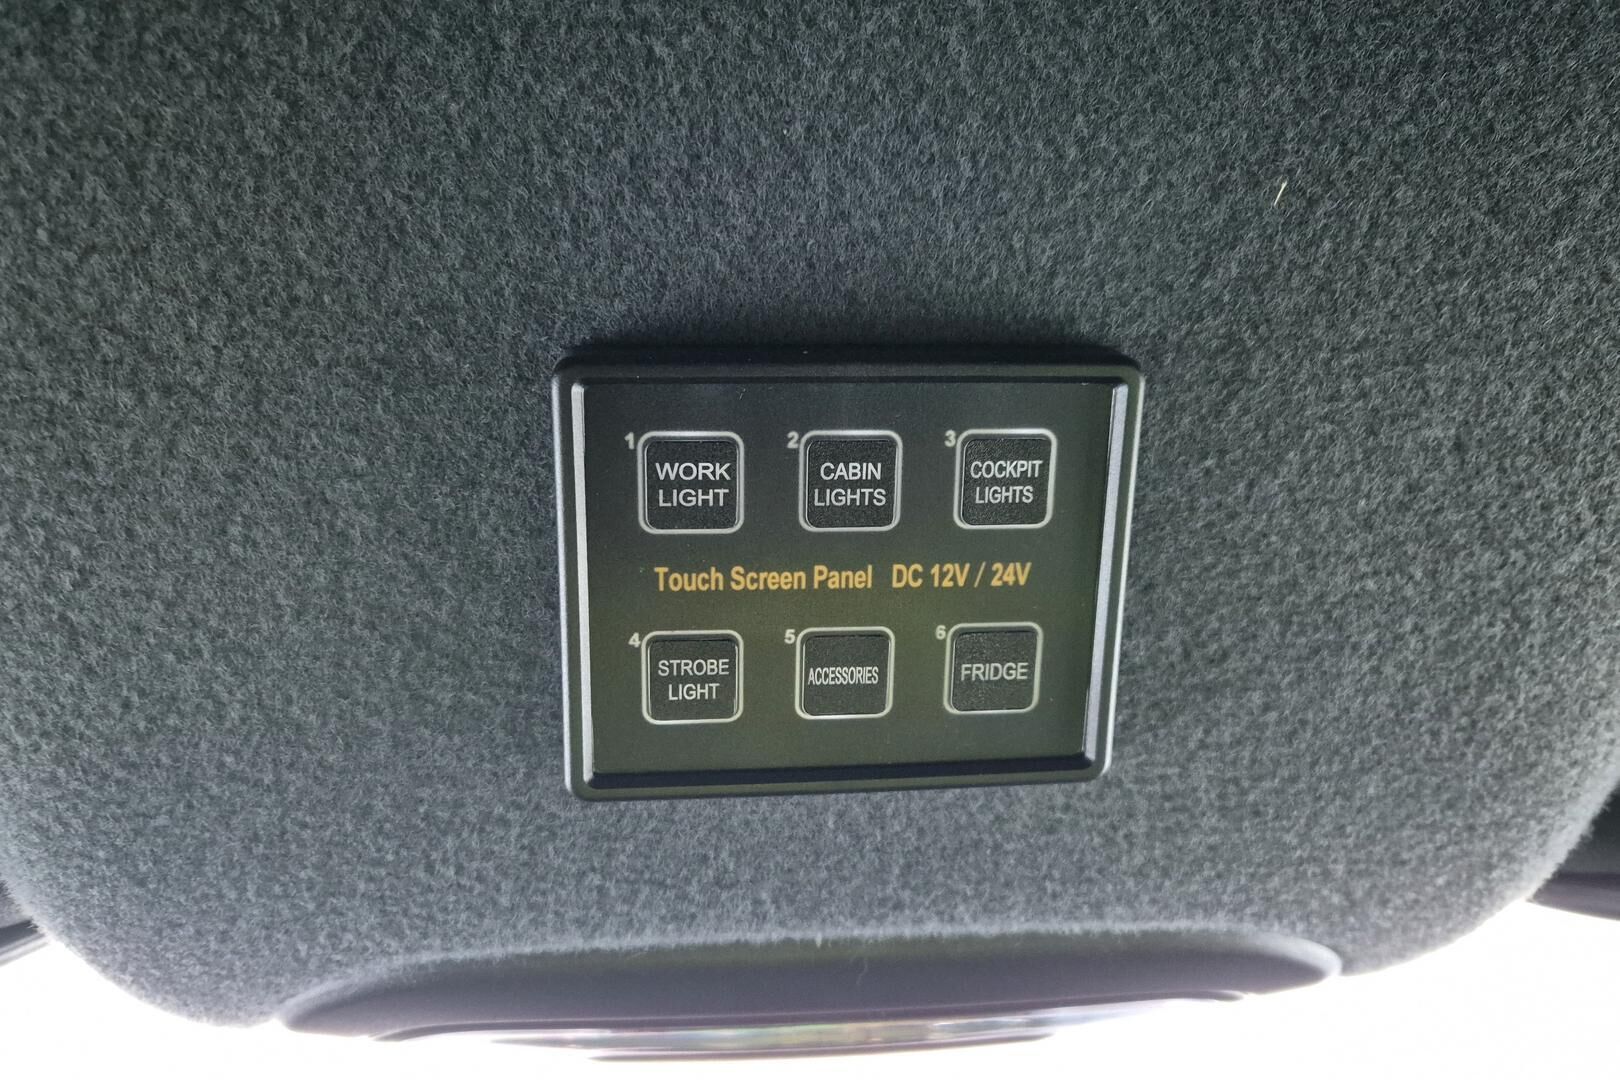 1 WORK LIGHT
2 CABIN LIGHTS
3 COCKPIT LIGHTS
Touch Screen Panel DC 12V / 24V
4 STROBE LIGHT
5 ACCESSORIES
6 FRIDGE